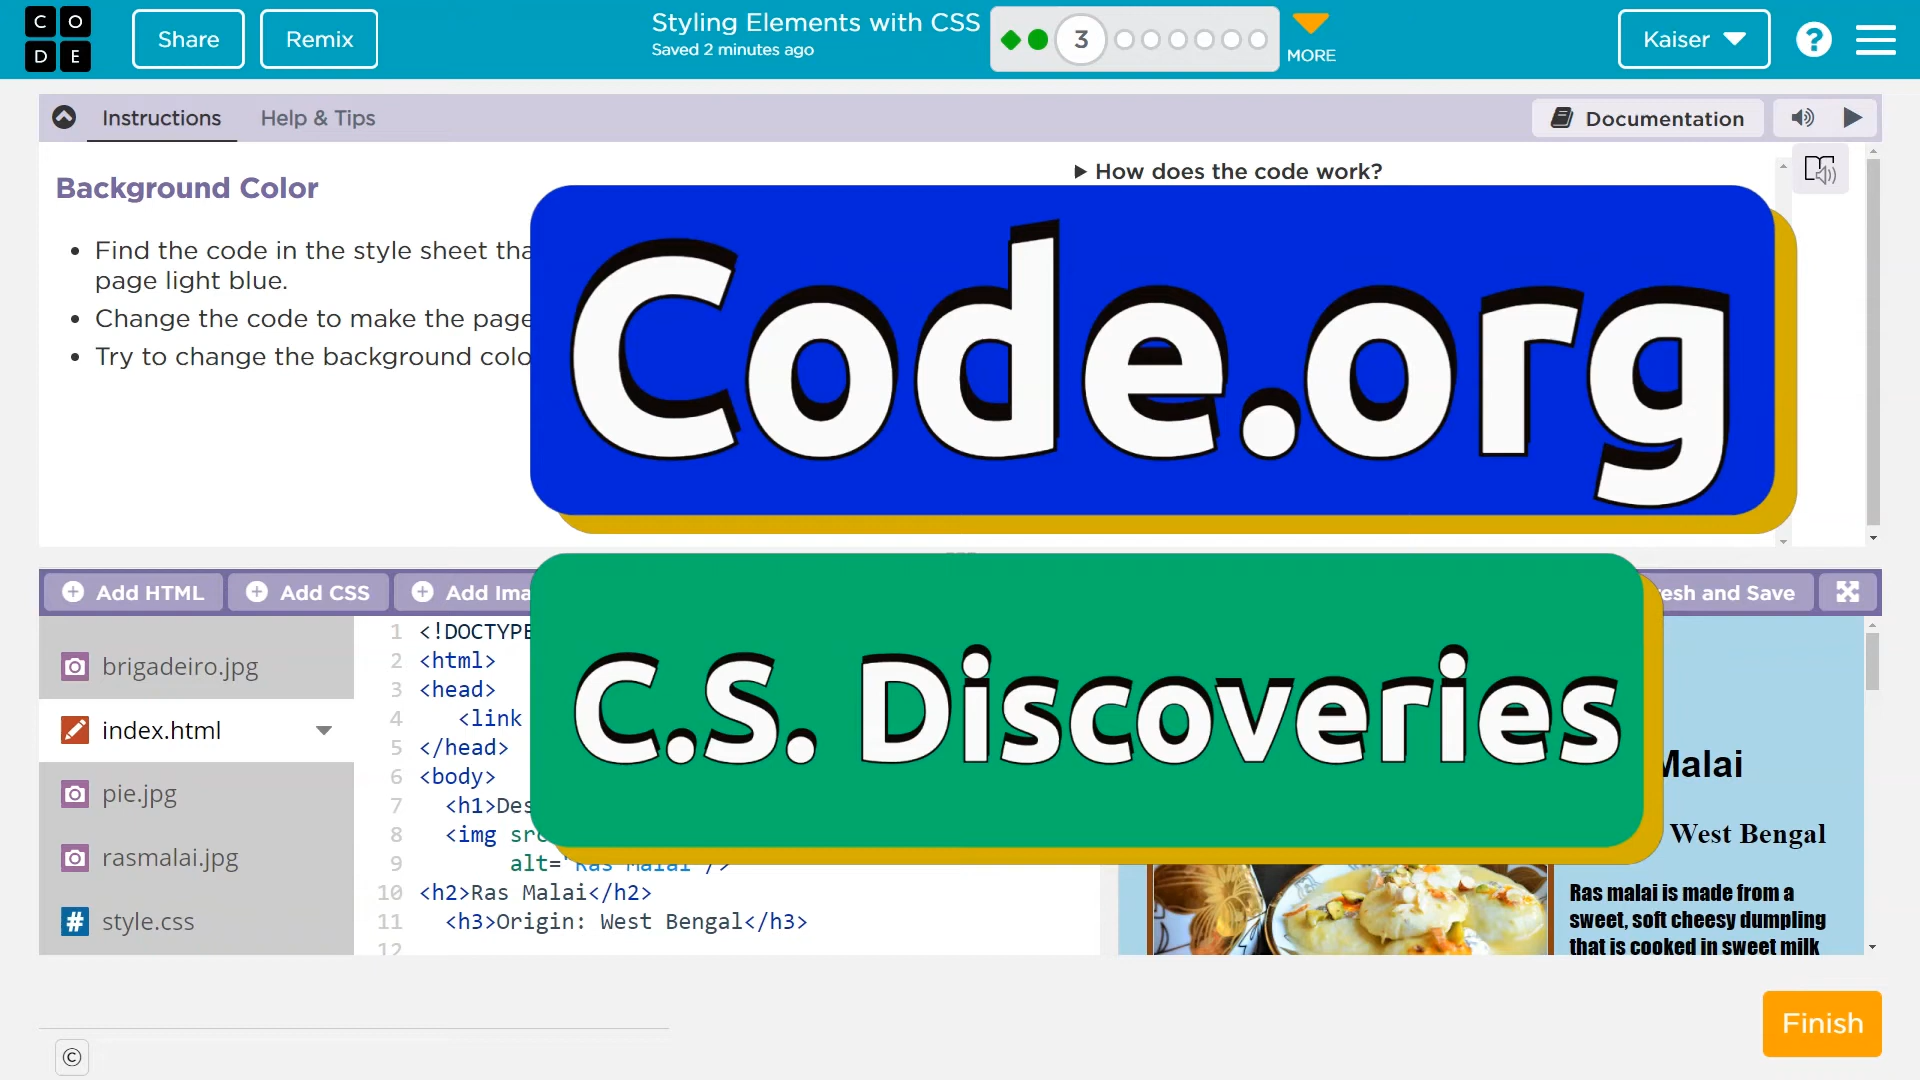 CODE
Share
Remix
Styling Elements with CSS
Saved 2 minutes ago
3
MORE
Kaiser
?
Instructions
Help & Tips
Documentation
Background Color
How does the code work?
Find the code in the style sheet
page light blue.
Change the code to make the page
Try to change the background
Code.org
C.S. Discoveries
Add HTML
Add CSS
Add
and Save
brigadeiro.jpg
index.html
pie.jpg
rasmalai.jpg
# style.css
1 <!DOCTYPE
2 <html>
3 <head>
4 <link
5 </head>
6 <body>
7 <h1>Des
8 <img src
9 alt="Ras Malai"/>
10 <h2>Ras Malai</h2>
11 <h3>Origin: West Bengal</h3>
12
Malai
West Bengal
Ras malai is made from a
sweet, soft cheesy dumpling
that is cooked in sweet milk
Finish
©